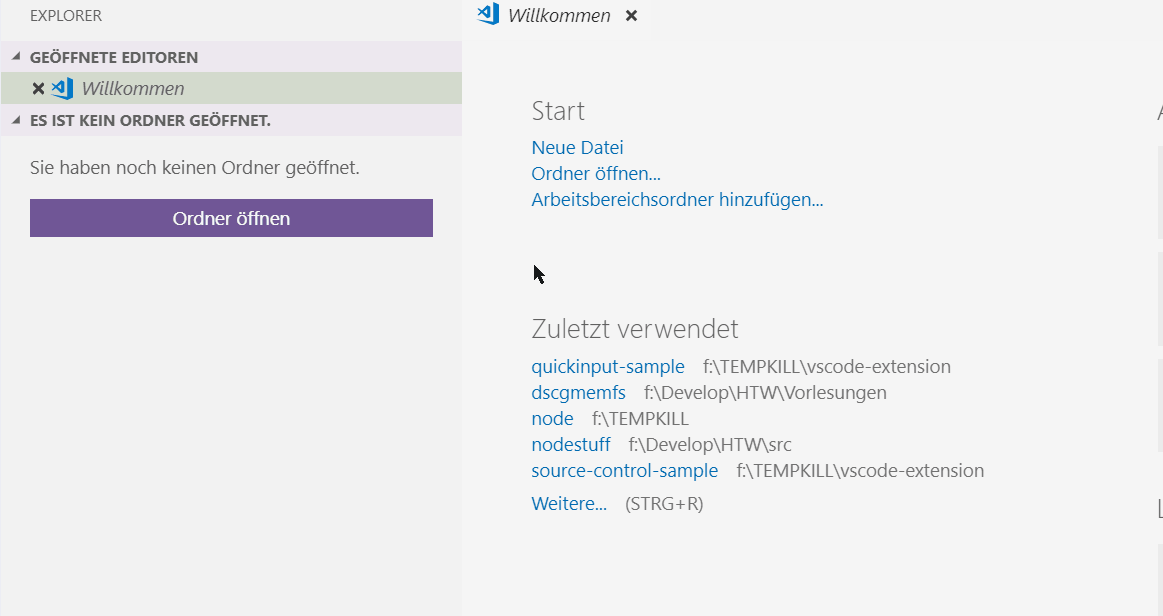 EXPLORER
GEÖFFNETE EDITOREN
Willkommen
ES IST KEIN ORDNER GEÖFFNET.
Sie haben noch keinen Ordner geöffnet.
Ordner öffnen
Willkommen
Start
Neue Datei
Ordner öffnen...
Arbeitsbereichsordner hinzufügen...
Zuletzt verwendet
quickinput-sample f:\TEMPKILL\vscode-extension
dscgmemfs f:\Develop\HTW\Vorlesungen
node f:\TEMPKILL
nodestuff f:\Develop\HTW\src
source-control-sample f:\TEMPKILL\vscode-extension
Weitere... (STRG+R)